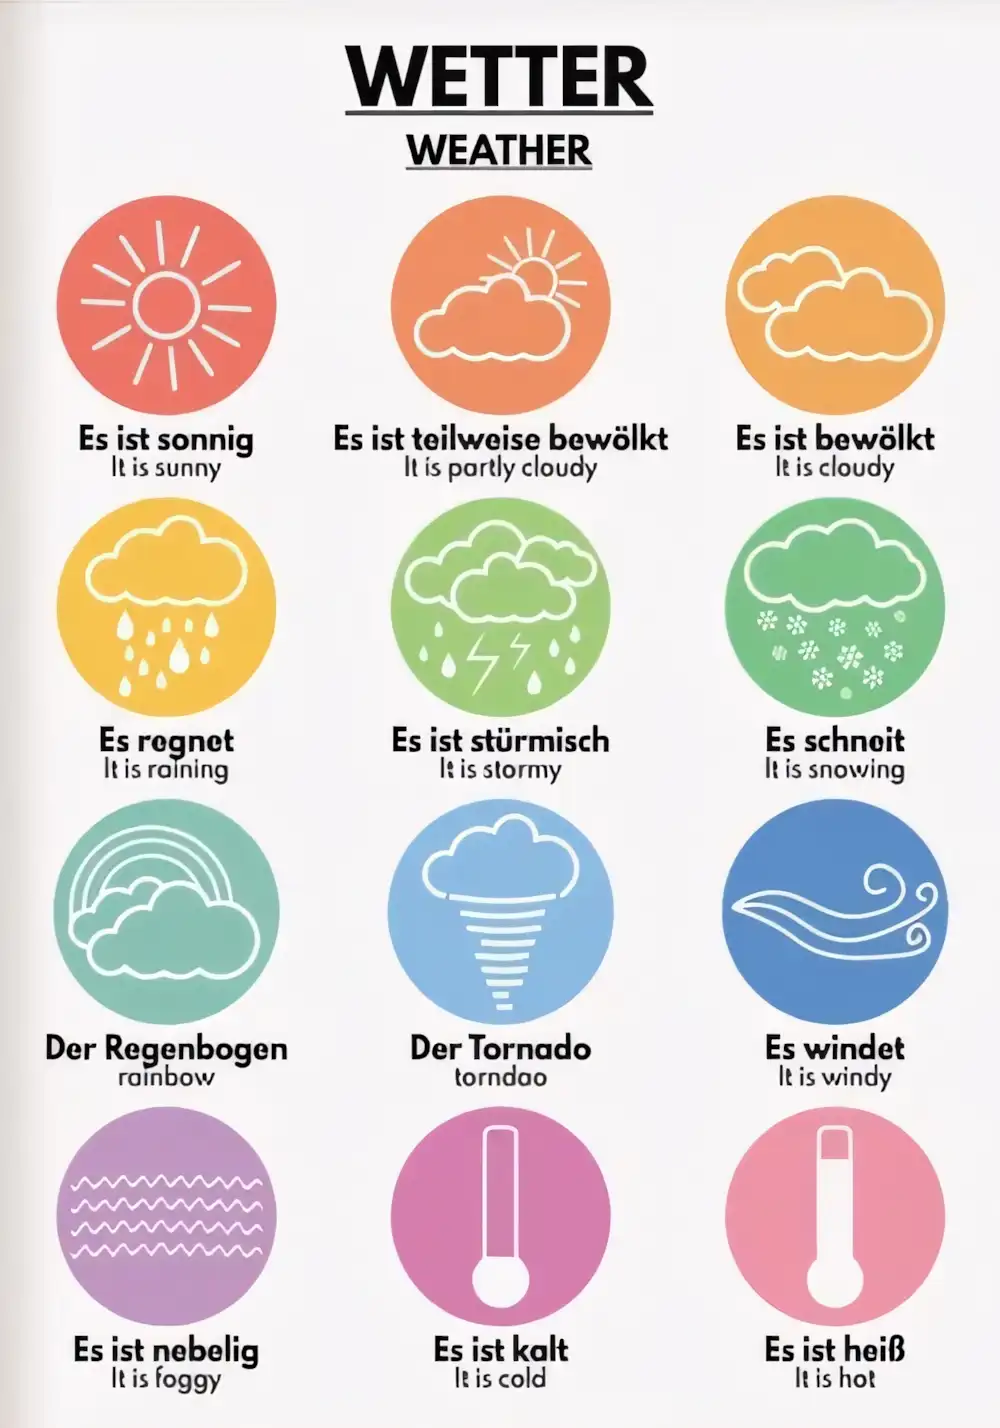 WETTER
WEATHER
Es ist sonnig
It is sunny
Es ist teilweise bewölkt
It is partly cloudy
Es ist bewölkt
It is cloudy
Es regnet
It is raining
Es ist stürmisch
It is stormy
Es schneit
It is snowing
Der Regenbogen
rainbow
Der Tornado
torndao
Es windet
It is windy
Es ist nebelig
It is foggy
Es ist kalt
It is cold
Es ist heiß
It is hot